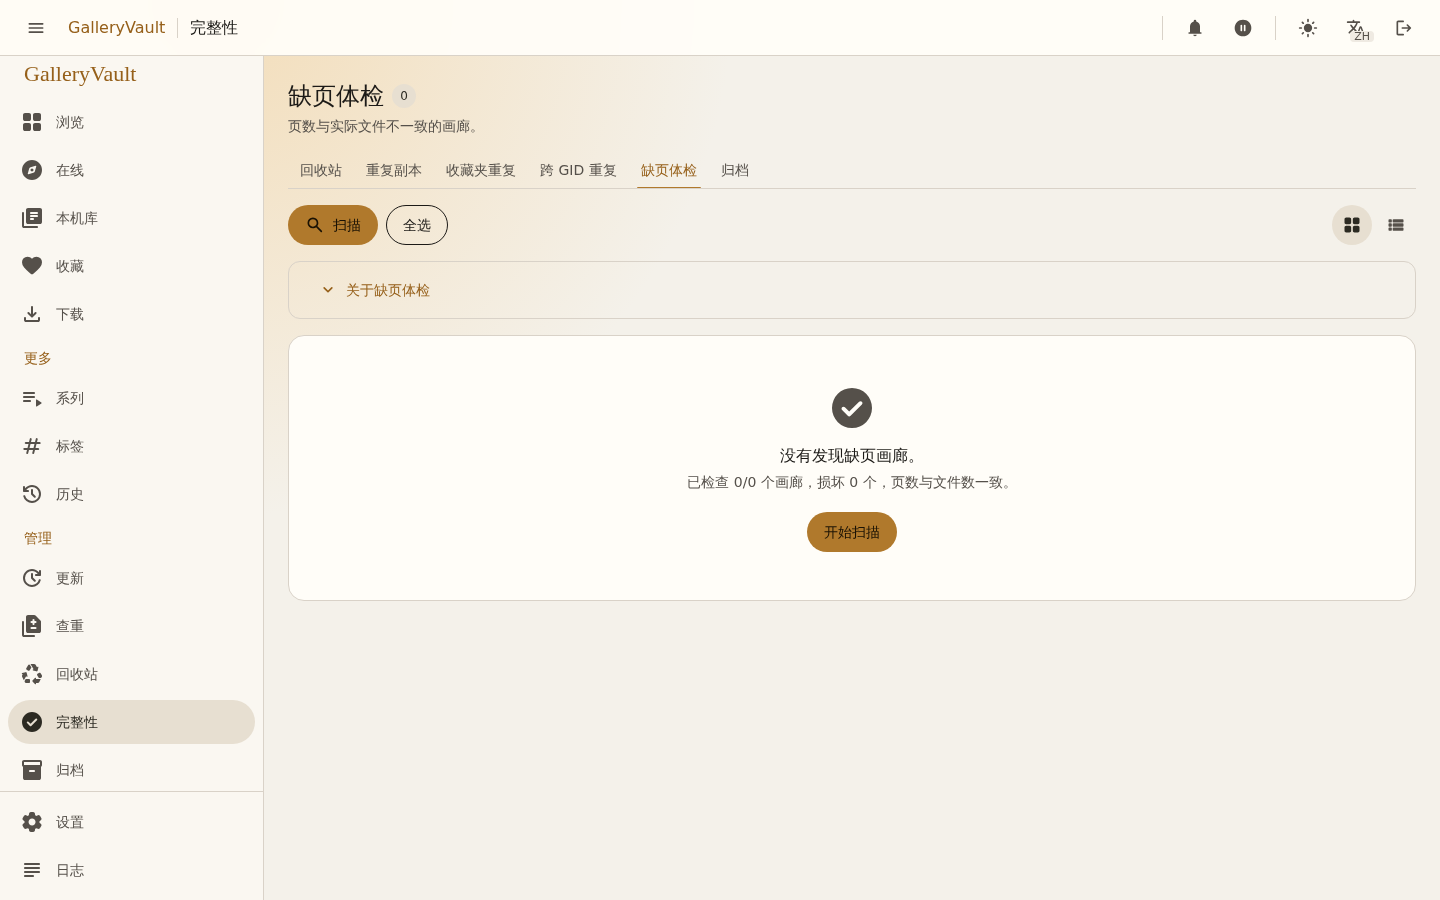 GalleryVault
完整性
ZH
GalleryVault
浏览
在线
本机库
收藏
下载
更多
系列
标签
历史
管理
更新
查重
回收站
完整性
归档
设置
日志
缺页体检 0
页数与实际文件不一致的画廊。
回收站 重复副本 收藏夹重复 跨 GID 重复 缺页体检 归档
扫描 全选
关于缺页体检
没有发现缺页画廊。
已检查 0/0 个画廊，损坏 0 个，页数与文件数一致。
开始扫描